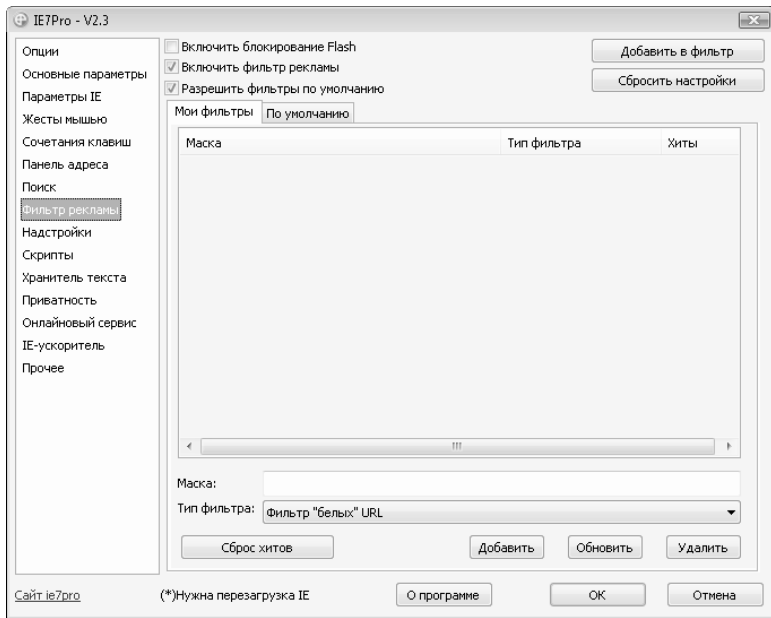 IE7Pro - V2.3
Опции
Основные параметры
Параметры IE
Жесты мышью
Сочетания клавиш
Панель адреса
Поиск
Фильтр рекламы
Надстройки
Скрипты
Хранитель текста
Приватность
Онлайновый сервис
IE-ускоритель
Прочее
Включить блокирование Flash
Включить фильтр рекламы
Разрешить фильтры по умолчанию
Добавить в фильтр
Сбросить настройки
Мои фильтры По умолчанию
Маска Тип фильтра Хиты
Маска:
Тип фильтра: Фильтр "белых" URL
Сброс хитов Добавить Обновить Удалить
Сайт ie7pro (*)Нужна перезагрузка IE О программе OK Отмена